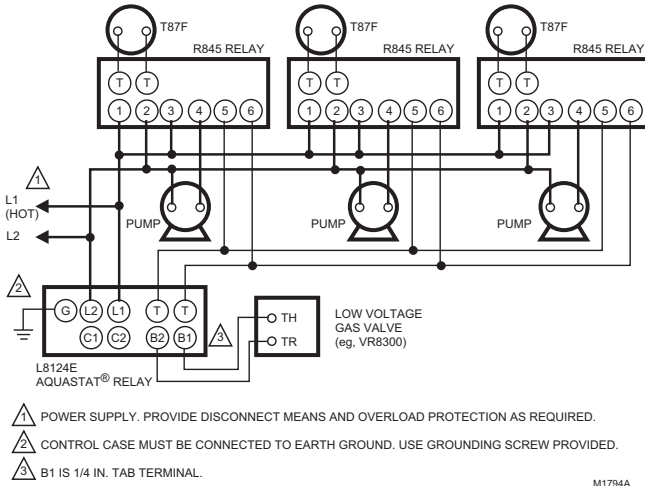 T87F T87F T87F
R845 RELAY R845 RELAY R845 RELAY
T T T T T T
1 2 3 4 5 6 1 2 3 4 5 6 1 2 3 4 5 6
1
L1
(HOT)
L2
PUMP PUMP PUMP
2
G L2 L1 T T
C1 C2 B2 B1
3
TH
TR
LOW VOLTAGE
GAS VALVE
(eg, VR8300)
L8124E
AQUASTAT® RELAY
1 POWER SUPPLY. PROVIDE DISCONNECT MEANS AND OVERLOAD PROTECTION AS REQUIRED.
2 CONTROL CASE MUST BE CONNECTED TO EARTH GROUND. USE GROUNDING SCREW PROVIDED.
3 B1 IS 1/4 IN. TAB TERMINAL.
M1794A